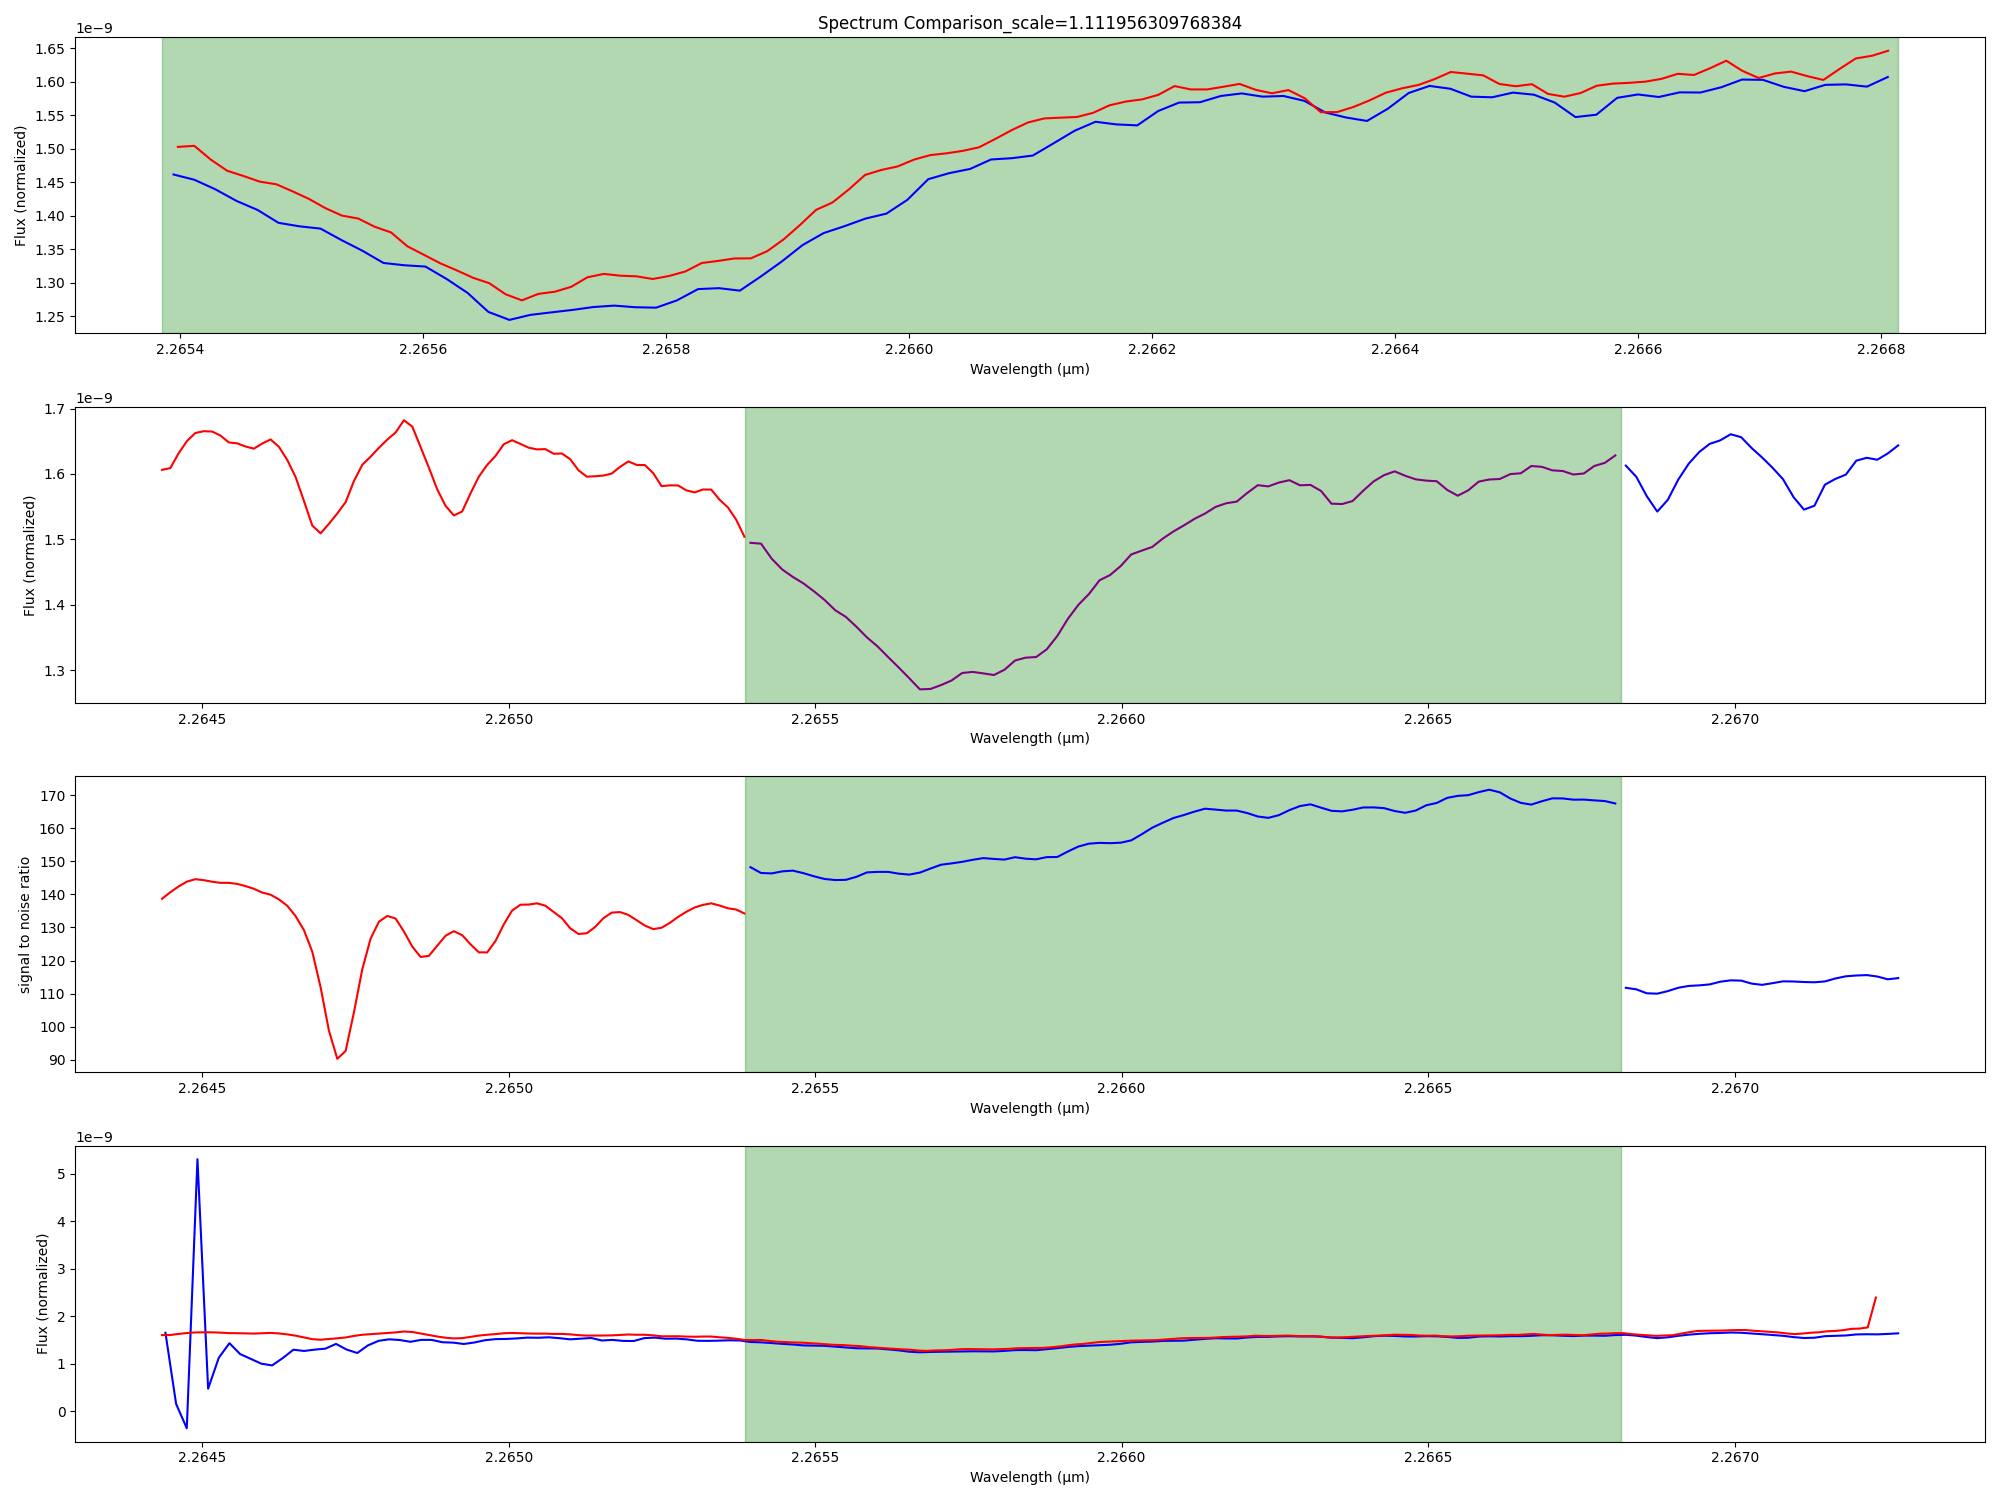 Spectrum Comparison_scale=1.111956309768384
1e−9
1.65
1.60
1.55
1.50
1.45
1.40
1.35
1.30
1.25
Flux (normalized)
2.2654 2.2656 2.2658 2.2660 2.2662 2.2664 2.2666 2.2668
Wavelength (µm)
1e−9
1.7
1.6
1.5
1.4
1.3
Flux (normalized)
2.2645 2.2650 2.2655 2.2660 2.2665 2.2670
Wavelength (µm)
170
160
150
140
130
120
110
100
90
signal to noise ratio
2.2645 2.2650 2.2655 2.2660 2.2665 2.2670
Wavelength (µm)
1e−9
5
4
3
2
1
0
Flux (normalized)
2.2645 2.2650 2.2655 2.2660 2.2665 2.2670
Wavelength (µm)